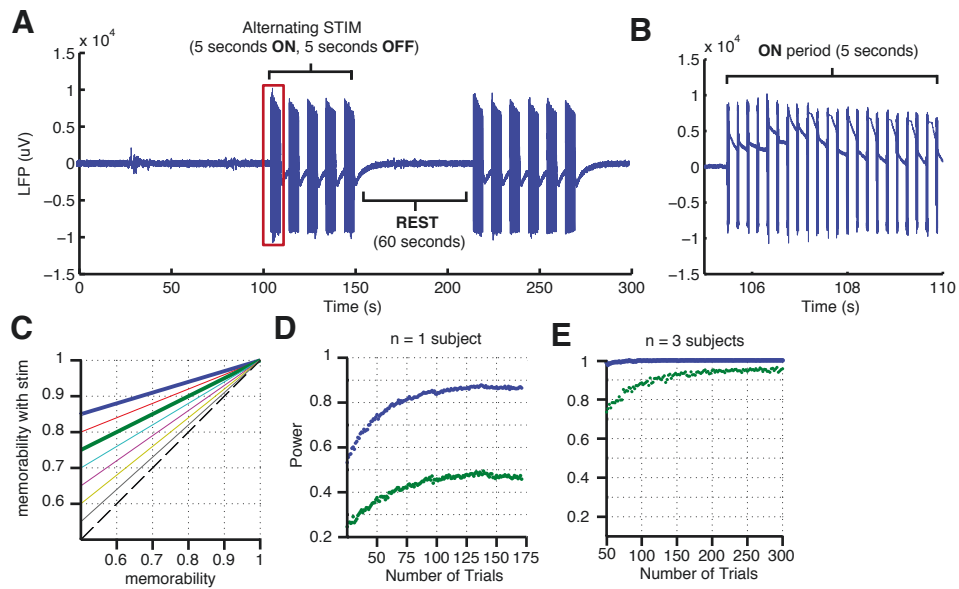 A
Alternating STIM
(5 seconds ON, 5 seconds OFF)
x 10^4
1.5
1
0.5
0
−0.5
−1
−1.5
LFP (uV)
REST
(60 seconds)
0 50 100 150 200 250 300
Time (s)
B
ON period (5 seconds)
x 10^4
1.5
1
0.5
0
−0.5
−1
−1.5
106 108 110
Time (s)
C
memorability with stim
1
0.9
0.8
0.7
0.6
0.6 0.7 0.8 0.9 1
memorability
D
n = 1 subject
Power
1
0.8
0.6
0.4
0.2
50 75 100 125 150 175
Number of Trials
E
n = 3 subjects
1
0.8
0.6
0.4
0.2
50 100 150 200 250 300
Number of Trials